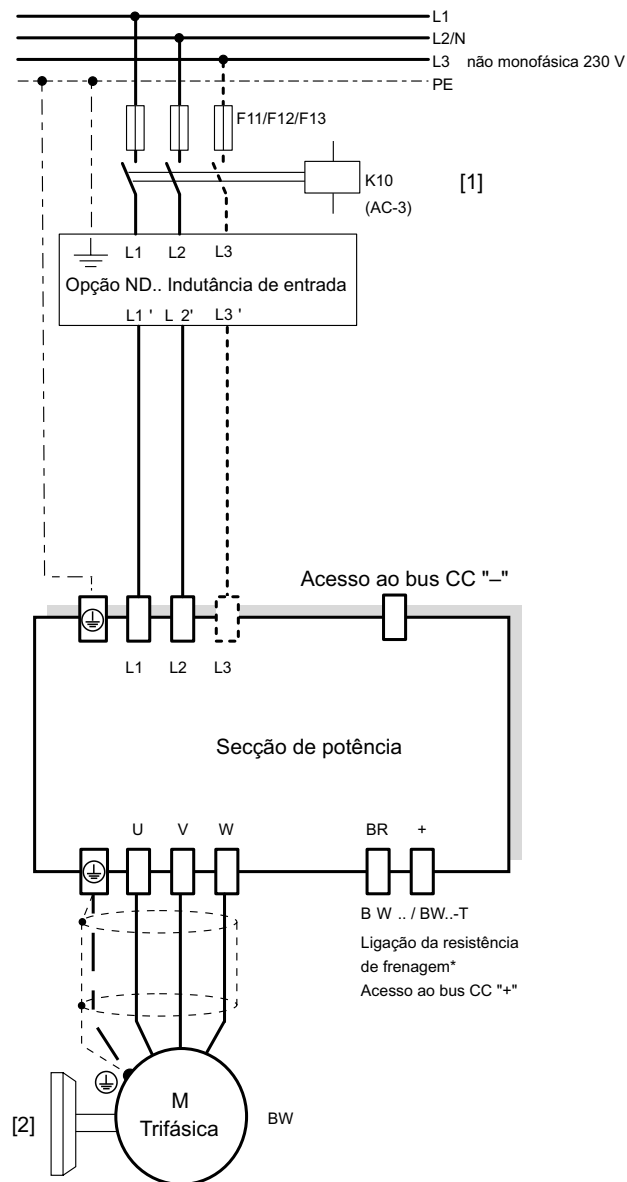 L1
L2/N
L3 não monofásica 230 V
PE
F11/F12/F13
K10
(AC-3)
[1]
L1 L2 L3
Opção ND.. Indutância de entrada
L1 ' L 2' L3 '
Acesso ao bus CC "–"
L1 L2 L3
Secção de potência
U V W BR +
B W .. / BW..-T
Ligação da resistência
de frenagem*
Acesso ao bus CC "+"
M
Trifásica
BW
[2]